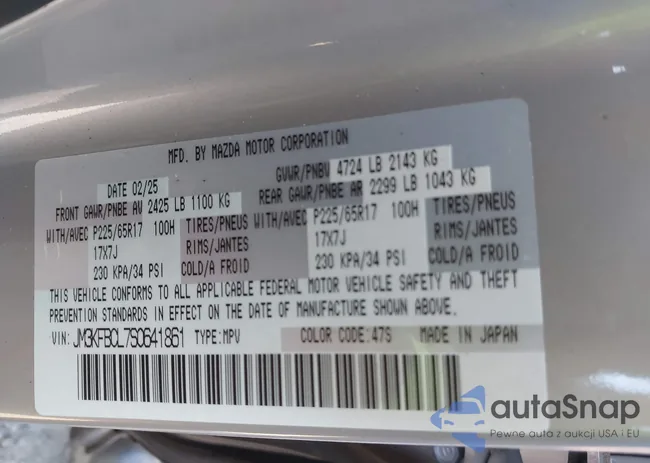 MFD. BY MAZDA MOTOR CORPORATION
DATE 02/25 GVWR/PNBV 4724 LB 2143 KG
FRONT GAWR/PNBE AV 2425 LB 1100 KG REAR GAWR/PNBE AR 2299 LB 1043 KG
WITH/AVEC P225/65R17 100H TIRES/PNEUS WITH/AVEC P225/65R17 100H TIRES/PNEUS
17X7J RIMS/JANTES 17X7J RIMS/JANTES
230 KPA/34 PSI COLD/A FROID 230 KPA/34 PSI COLD/A FROID
THIS VEHICLE CONFORMS TO ALL APPLICABLE FEDERAL MOTOR VEHICLE SAFETY AND THEFT
PREVENTION STANDARDS IN EFFECT ON THE DATE OF MANUFACTURE SHOWN ABOVE.
VIN: JM3KFBCL7S0641861 TYPE:MPV COLOR CODE:47S MADE IN JAPAN
autaSnap
Pewne auta z aukcji USA i EU